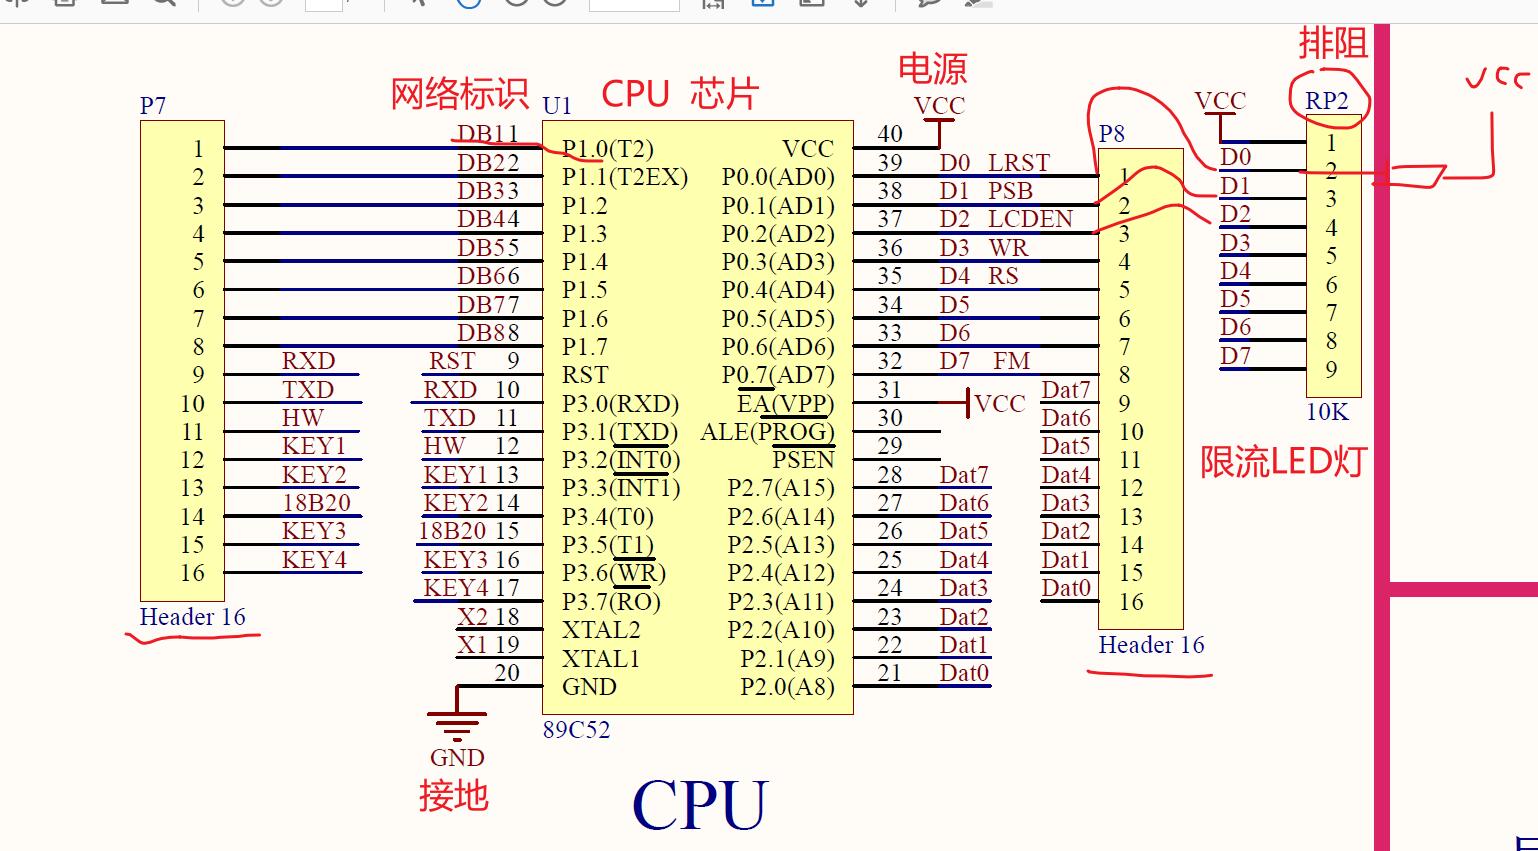 排阻
网络标识
CPU 芯片
电源
vcc
P7
1
2
3
4
5
6
7
8
9
10
11
12
13
14
15
16
RXD
TXD
HW
KEY1
KEY2
18B20
KEY3
KEY4
Header 16
U1
DB11
DB22
DB33
DB44
DB55
DB66
DB77
DB88
RST 9
RXD 10
TXD 11
HW 12
KEY1 13
KEY2 14
18B20 15
KEY3 16
KEY4 17
X2 18
X1 19
20
GND
接地
P1.0(T2)
P1.1(T2EX)
P1.2
P1.3
P1.4
P1.5
P1.6
P1.7
RST
P3.0(RXD)
P3.1(TXD)
P3.2(INT0)
P3.3(INT1)
P3.4(T0)
P3.5(T1)
P3.6(WR)
P3.7(RO)
XTAL2
XTAL1
GND
VCC
P0.0(AD0)
P0.1(AD1)
P0.2(AD2)
P0.3(AD3)
P0.4(AD4)
P0.5(AD5)
P0.6(AD6)
P0.7(AD7)
EA(VPP)
ALE(PROG)
PSEN
P2.7(A15)
P2.6(A14)
P2.5(A13)
P2.4(A12)
P2.3(A11)
P2.2(A10)
P2.1(A9)
P2.0(A8)
89C52
VCC
40
39 D0 LRST
38 D1 PSB
37 D2 LCDEN
36 D3 WR
35 D4 RS
34 D5
33 D6
32 D7 FM
31 VCC
30
29
28 Dat7
27 Dat6
26 Dat5
25 Dat4
24 Dat3
23 Dat2
22 Dat1
21 Dat0
P8
1
2
3
4
5
6
7
8
Dat7 9
Dat6 10
Dat5 11
Dat4 12
Dat3 13
Dat2 14
Dat1 15
Dat0 16
Header 16
VCC
RP2
1
D0 2
D1 3
D2 4
D3 5
D4 6
D5 7
D6 8
D7 9
10K
限流LED灯
CPU